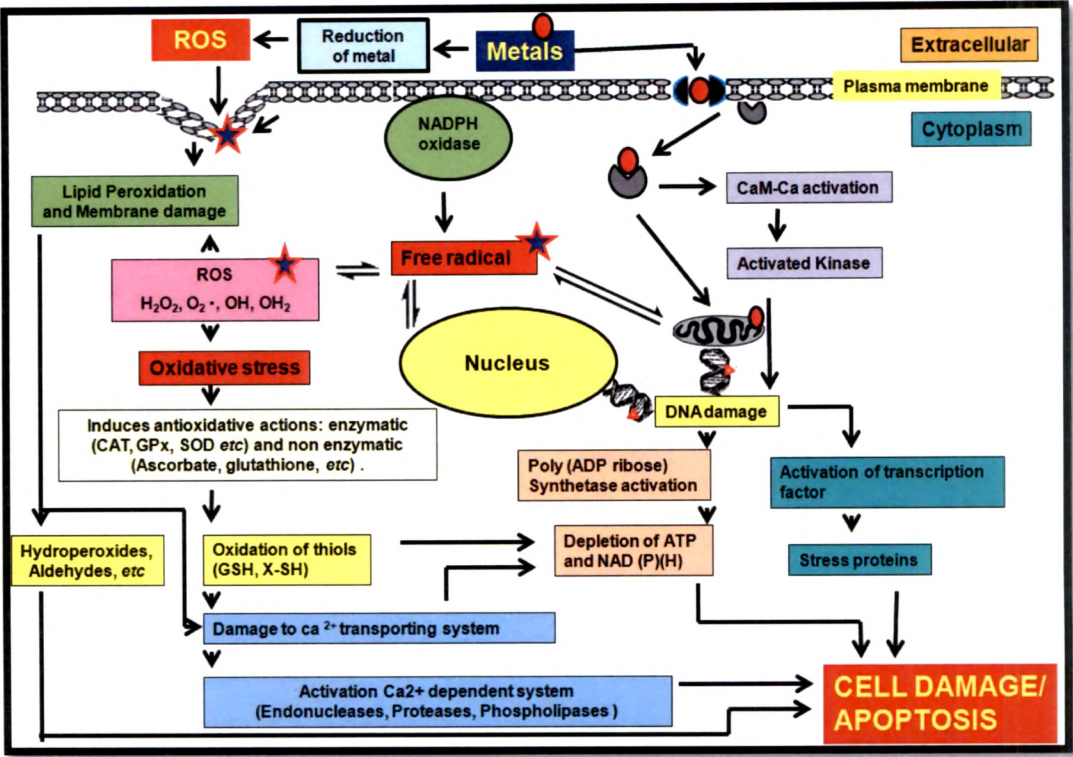 ROS
Reduction
of metal
Metals
Extracellular
Plasma membrane
Cytoplasm
NADPH
oxidase
Lipid Peroxidation
and Membrane damage
CaM-Ca activation
Free radical
Activated Kinase
ROS
H₂O₂, O₂ •, OH, OH₂
Nucleus
Oxidative stress
DNA damage
Induces antioxidative actions: enzymatic
(CAT, GPx, SOD etc) and non enzymatic
(Ascorbate, glutathione, etc) .
Poly (ADP ribose)
Synthetase activation
Activation of transcription
factor
Hydroperoxides,
Aldehydes, etc
Oxidation of thiols
(GSH, X-SH)
Depletion of ATP
and NAD (P)(H)
Stress proteins
Damage to ca ²⁺ transporting system
Activation Ca2+ dependent system
(Endonucleases, Proteases, Phospholipases )
CELL DAMAGE/
APOPTOSIS